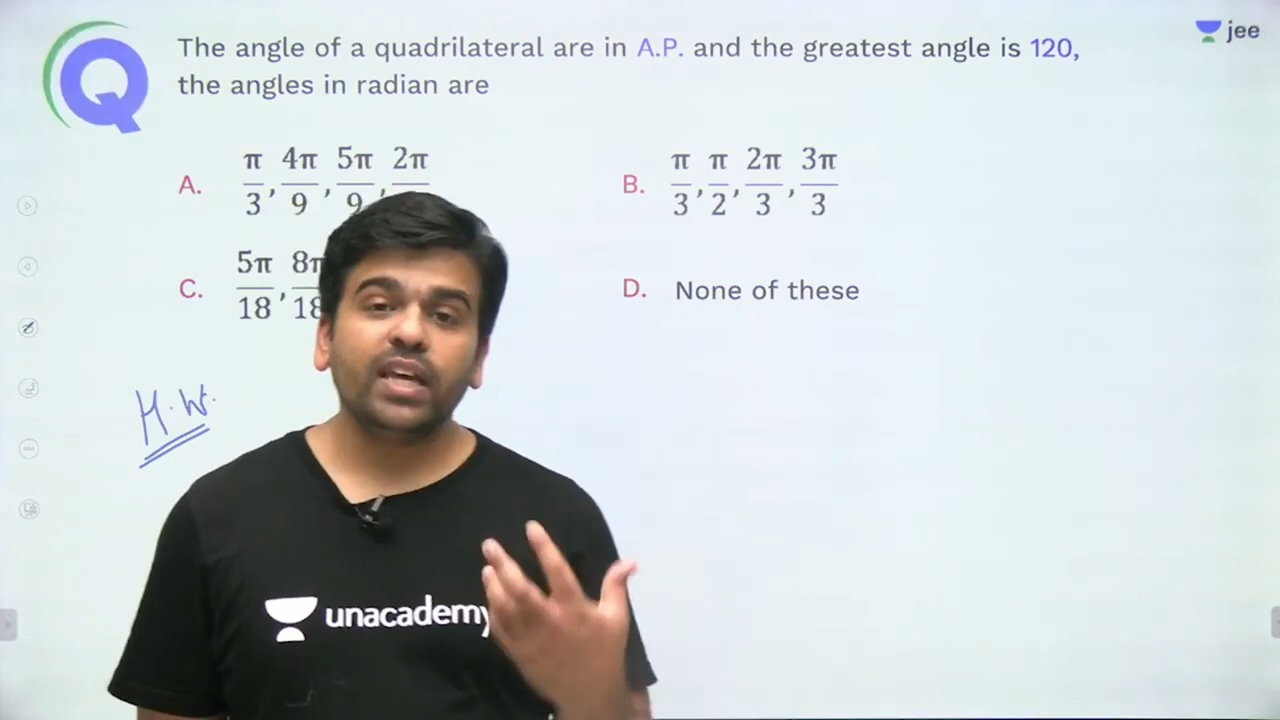 The angle of a quadrilateral are in A.P. and the greatest angle is 120,
the angles in radian are
jee
A. π/3, 4π/9, 5π/9, 2π
B. π/3, π/2, 2π/3, 3π/3
C. 5π/18,
D. None of these
H.W.
unacademy